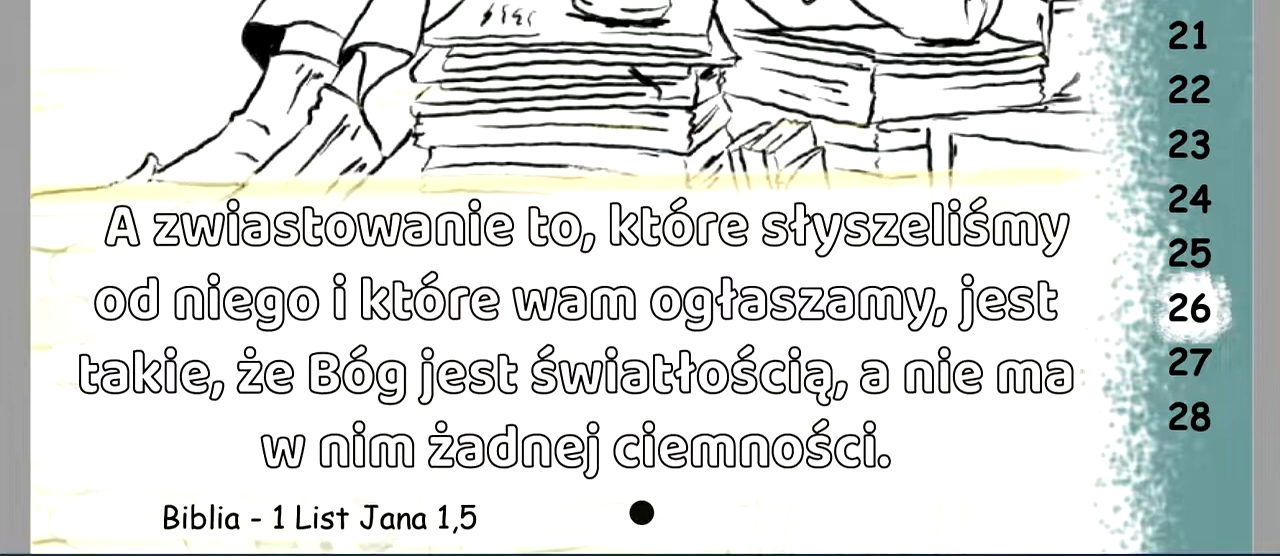 A zwiastowanie to, które słyszeliśmy
od niego i które wam ogłaszamy, jest
takie, że Bóg jest światłością, a nie ma
w nim żadnej ciemności.
Biblia - 1 List Jana 1,5
21
22
23
24
25
26
27
28